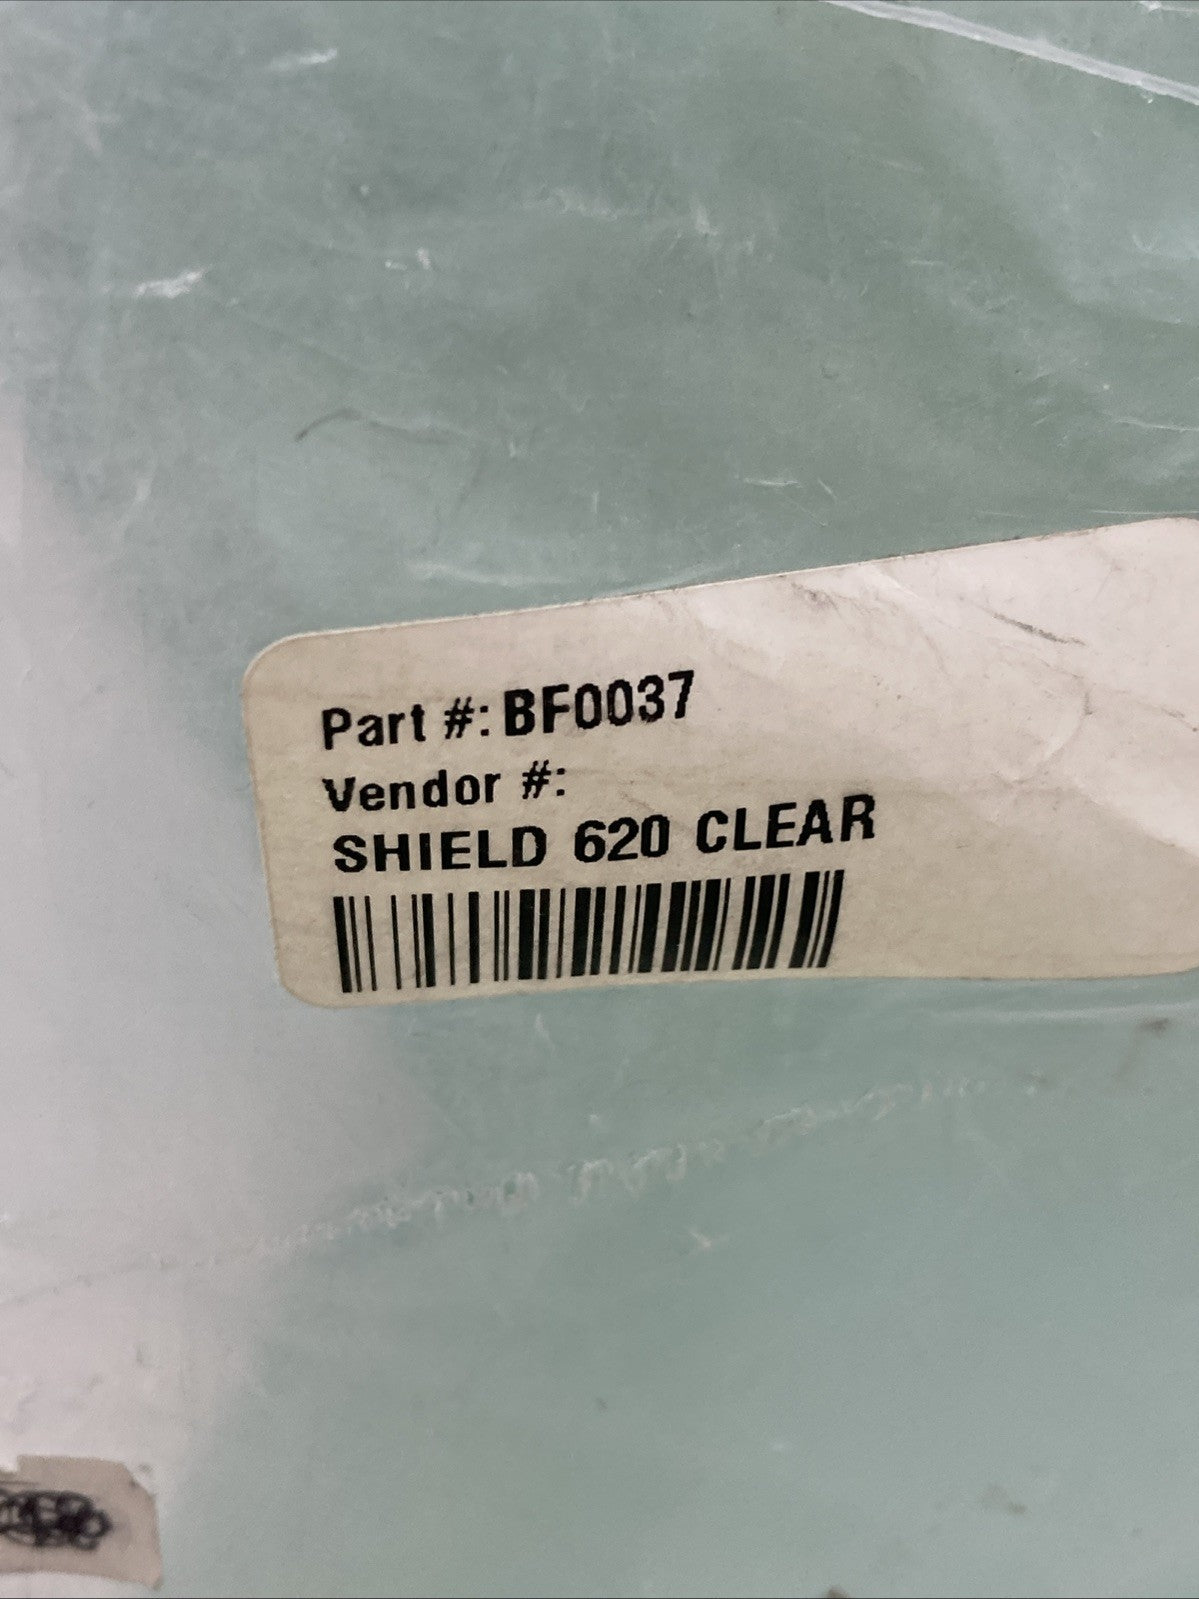 Part #: BF0037
Vendor #:
SHIELD 620 CLEAR